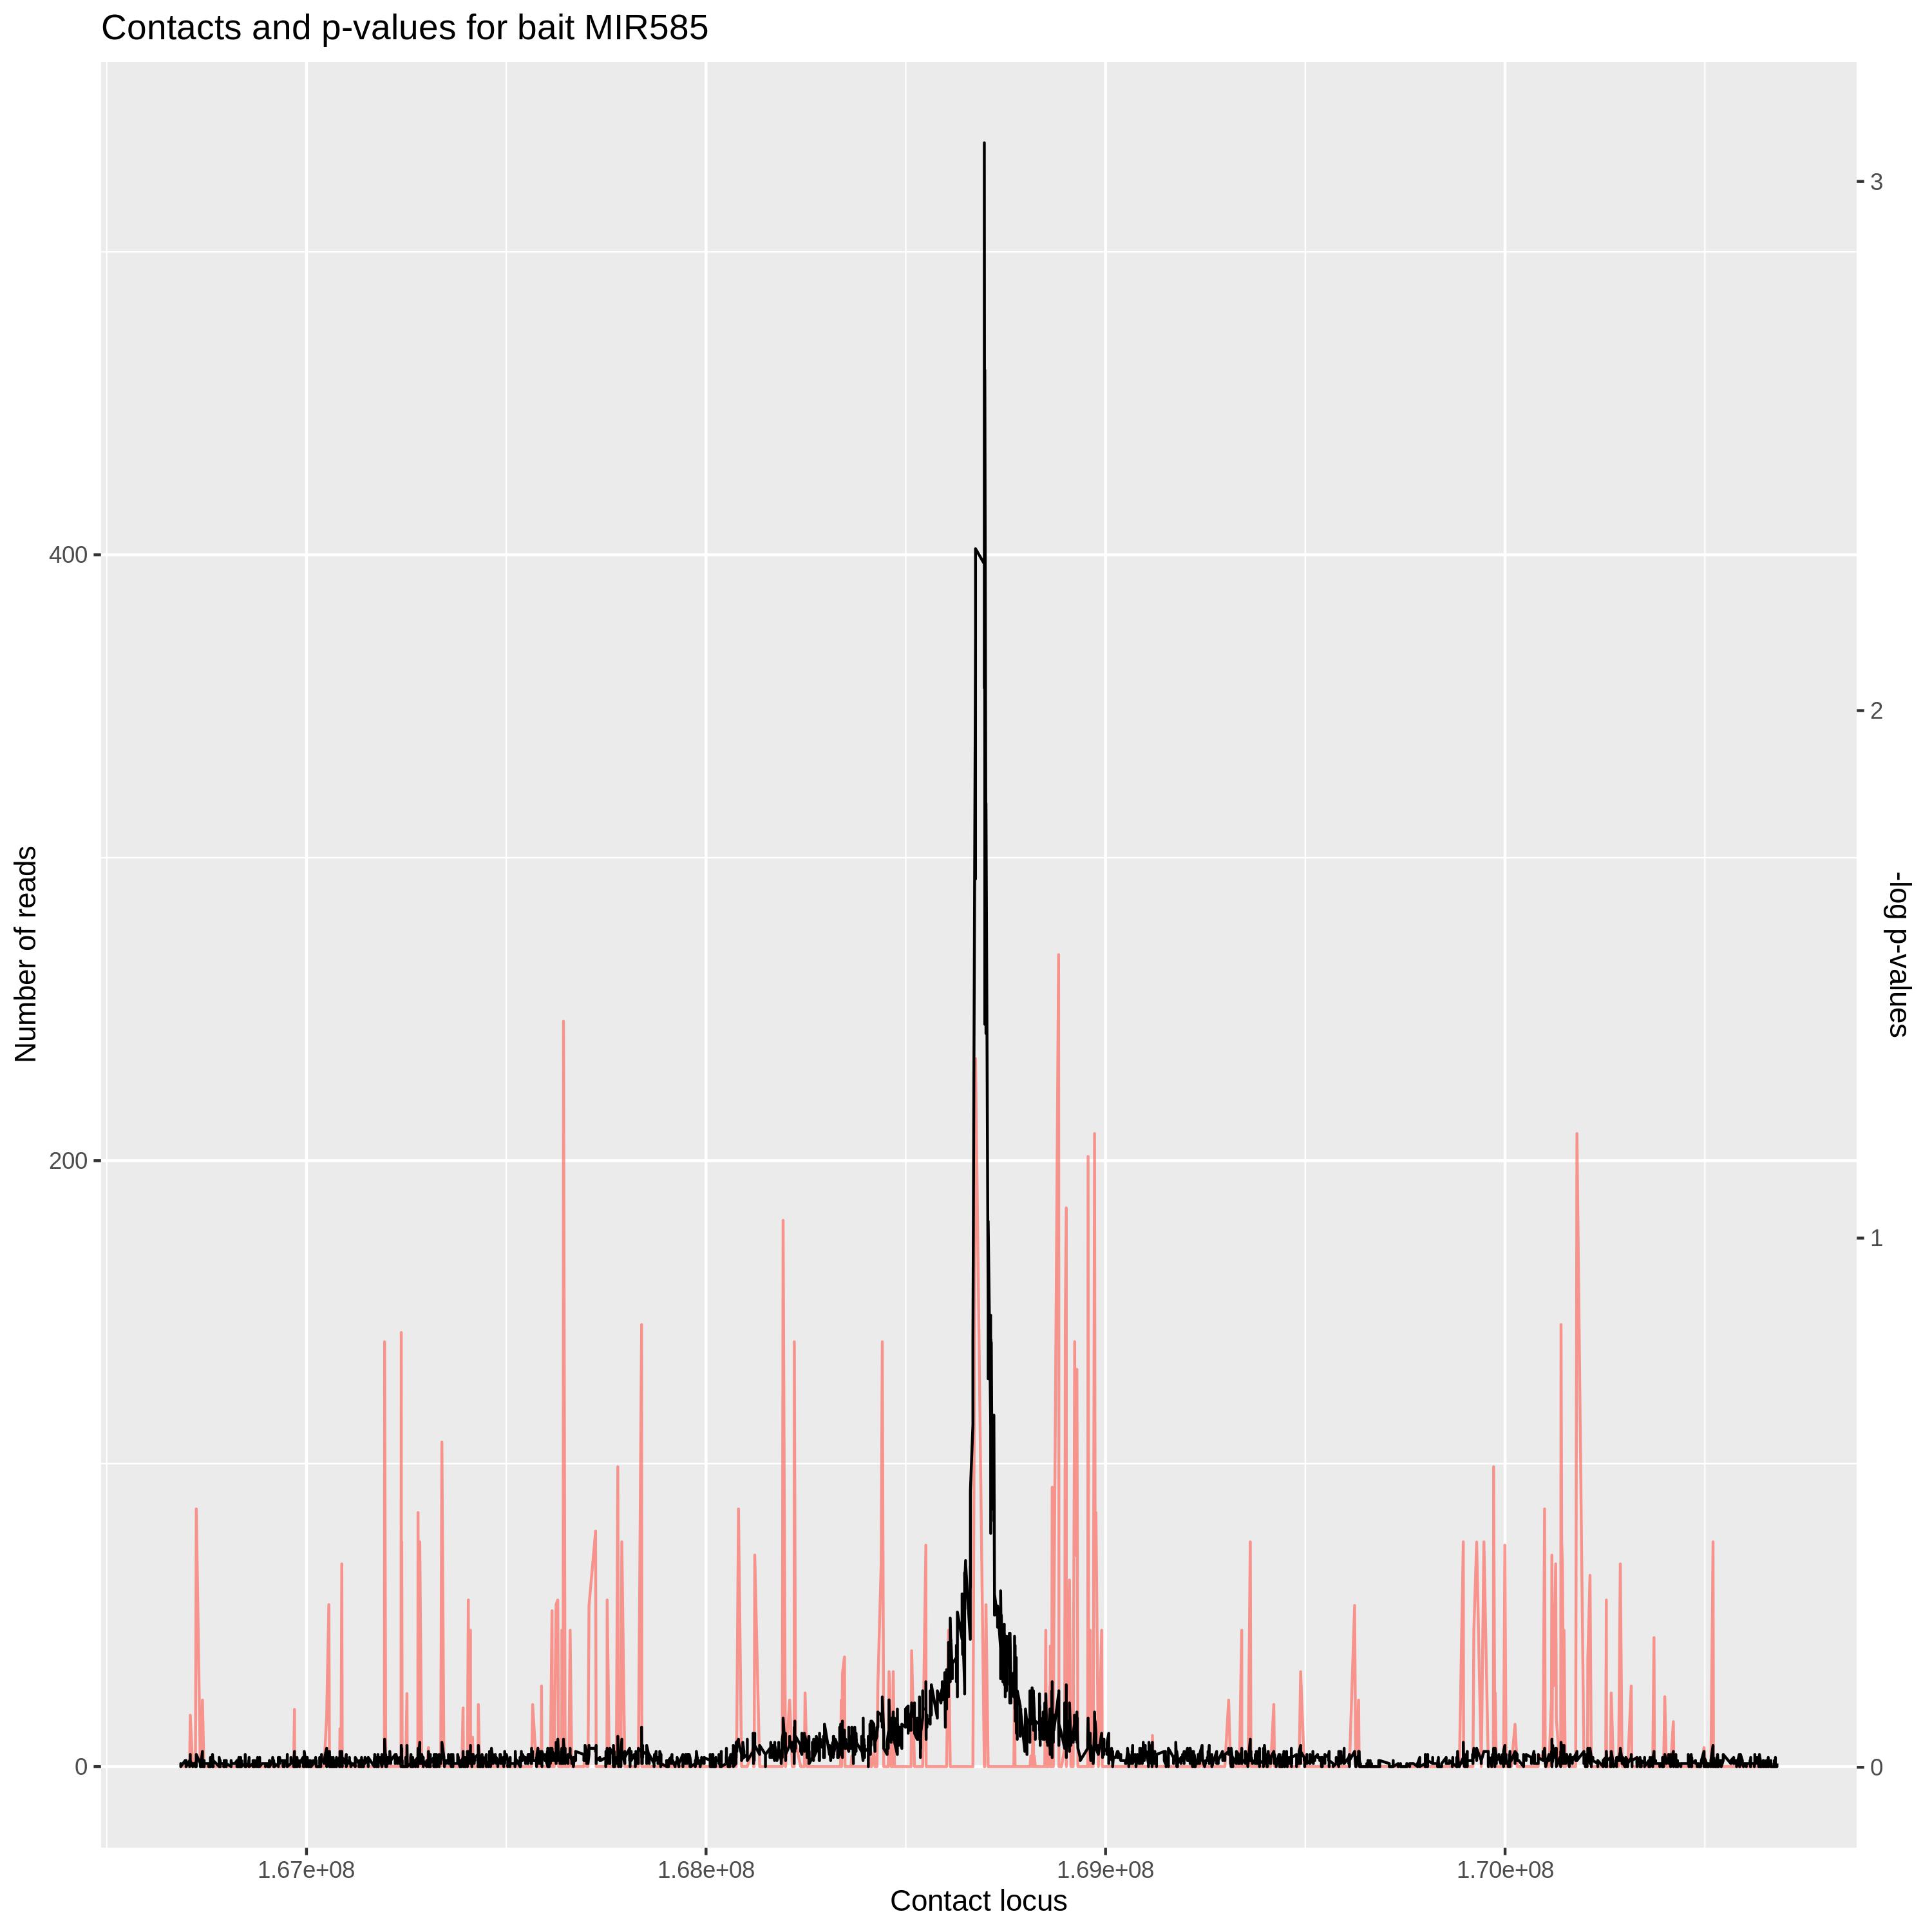 Contacts and p-values for bait MIR585
3
400
2
Number of reads
-log p-values
200
1
0
0
1.67e+08
1.68e+08
1.69e+08
1.70e+08
Contact locus